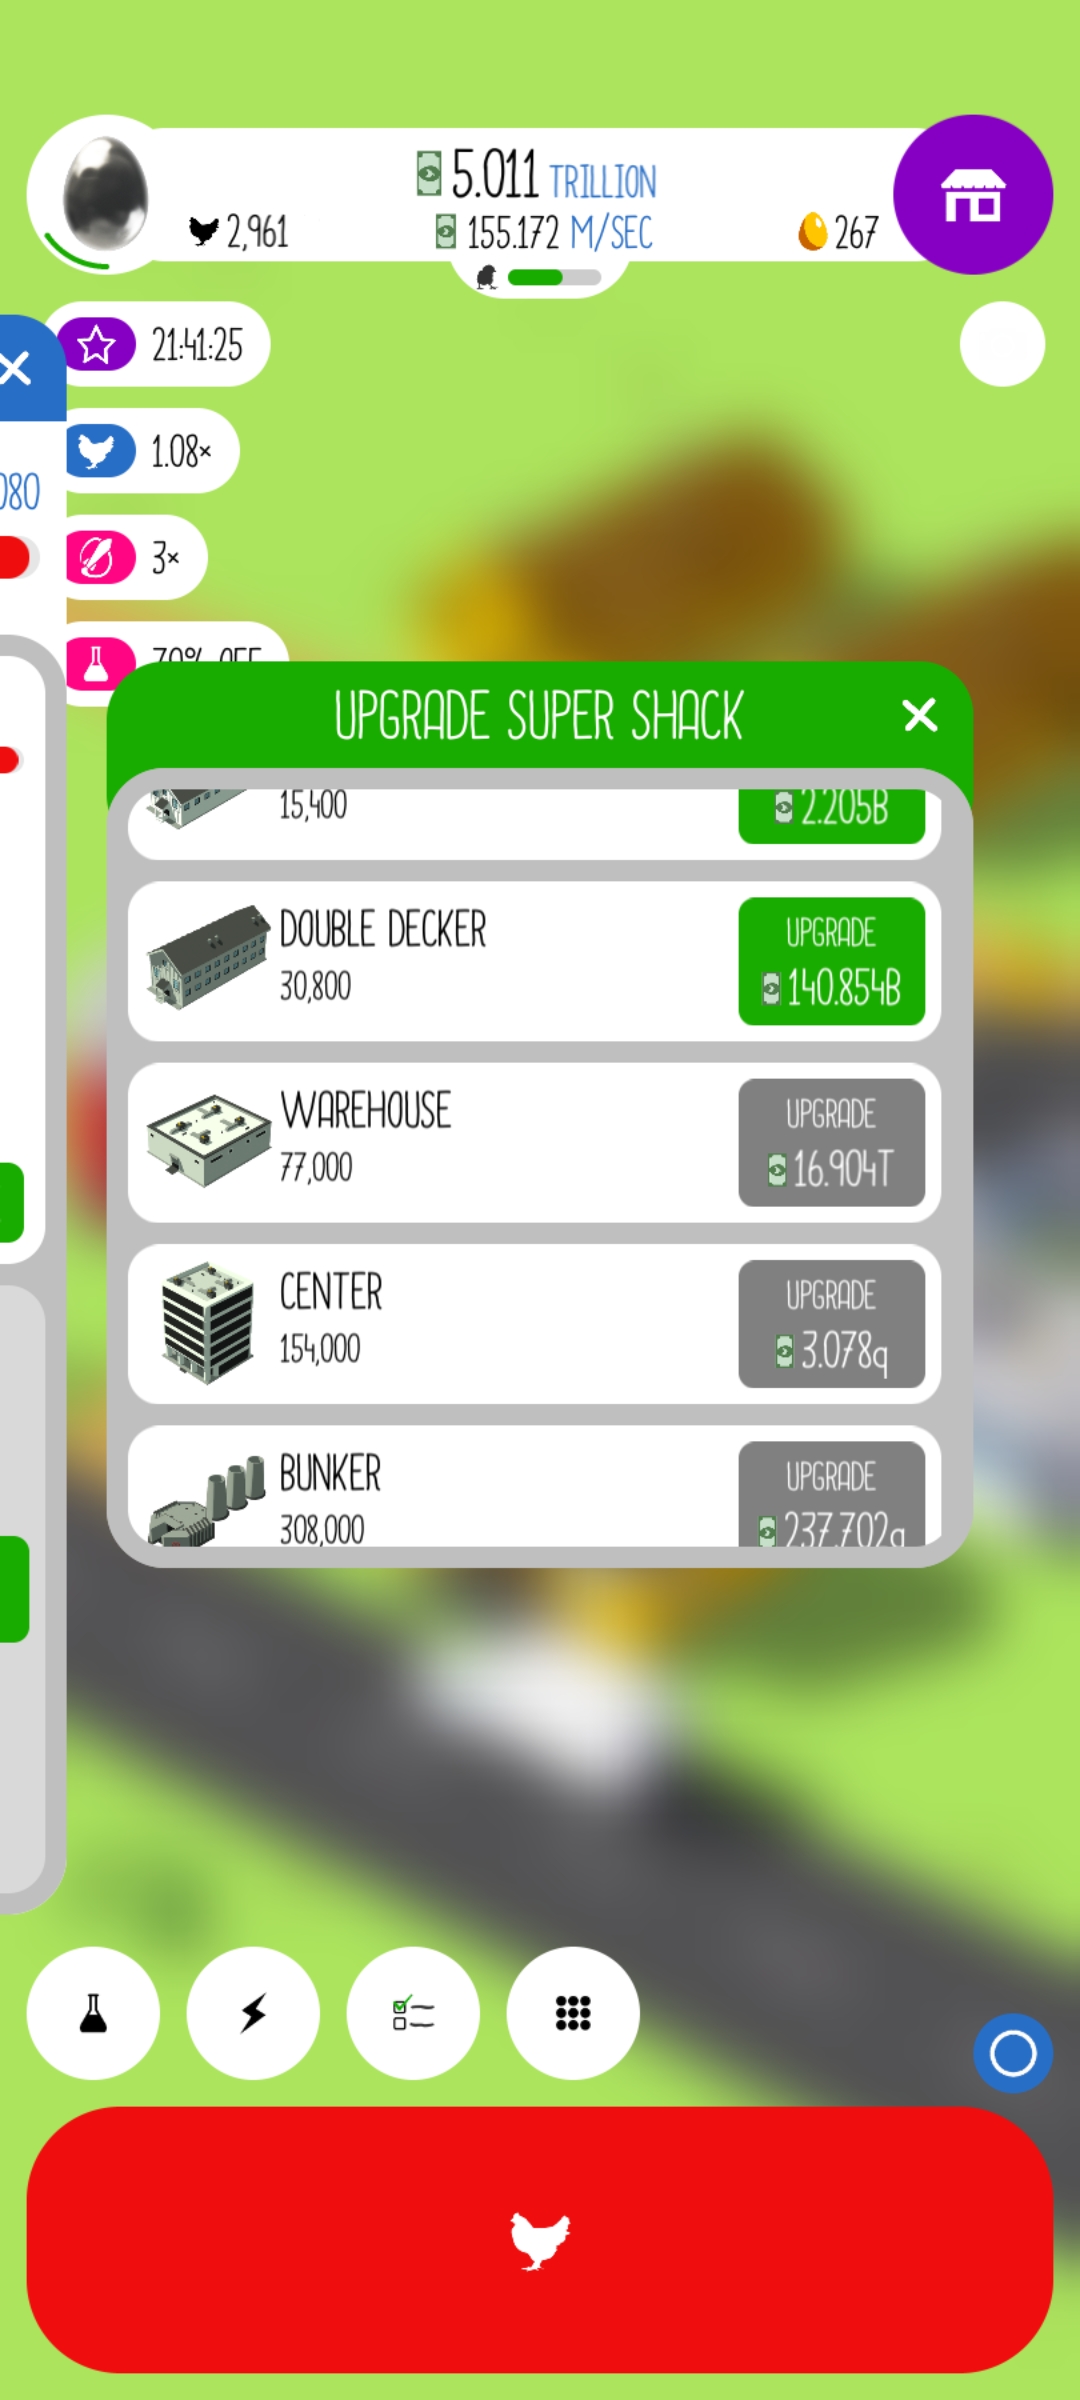 5.011 TRILLION
2,961
155.172 M/SEC
267
21:41:25
1.08×
080
3×
70% OFF
UPGRADE SUPER SHACK
15,400
2.205B
DOUBLE DECKER
30,800
UPGRADE
140.854B
WAREHOUSE
77,000
UPGRADE
16.904T
CENTER
154,000
UPGRADE
3.078q
BUNKER
308,000
UPGRADE
237.702q